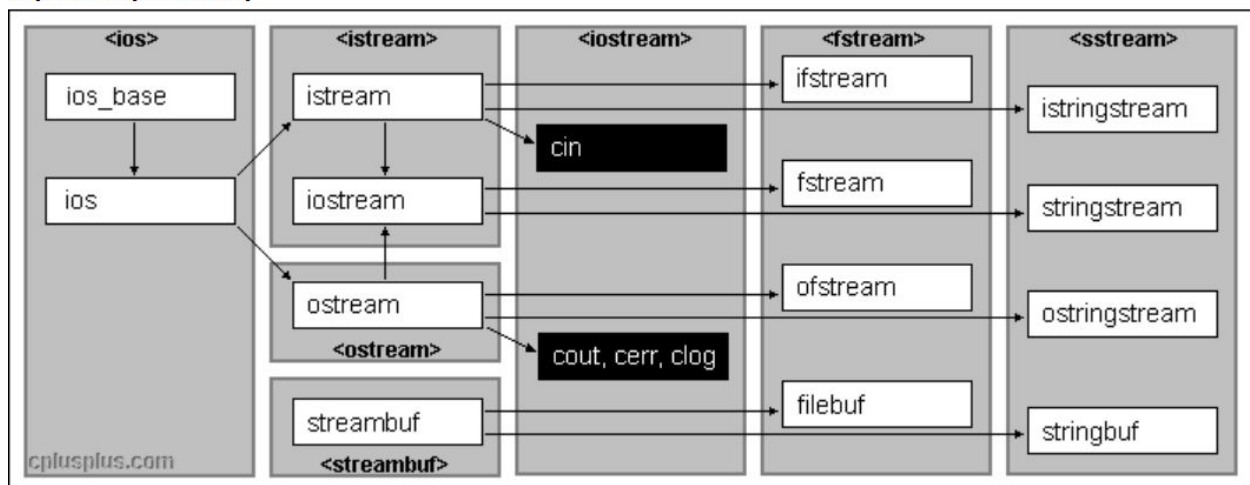 <ios>
ios_base
ios
<istream>
istream
iostream
ostream
<ostream>
streambuf
<streambuf>
<iostream>
cin
cout, cerr, clog
<fstream>
ifstream
fstream
ofstream
filebuf
<sstream>
istringstream
stringstream
ostringstream
stringbuf
cplusplus.com